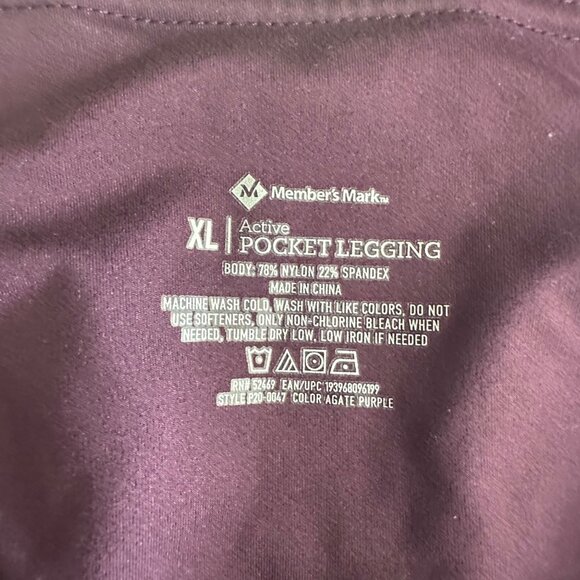 Member's Mark™
XL | Active
POCKET LEGGING
BODY: 78% NYLON 22% SPANDEX
MADE IN CHINA
MACHINE WASH COLD, WASH WITH LIKE COLORS, DO NOT
USE SOFTENERS, ONLY NON-CHLORINE BLEACH WHEN
NEEDED, TUMBLE DRY LOW, LOW IRON IF NEEDED
RN# 52469 EAN/UPC 193968096199
STYLE P20-0047 COLOR AGATE PURPLE